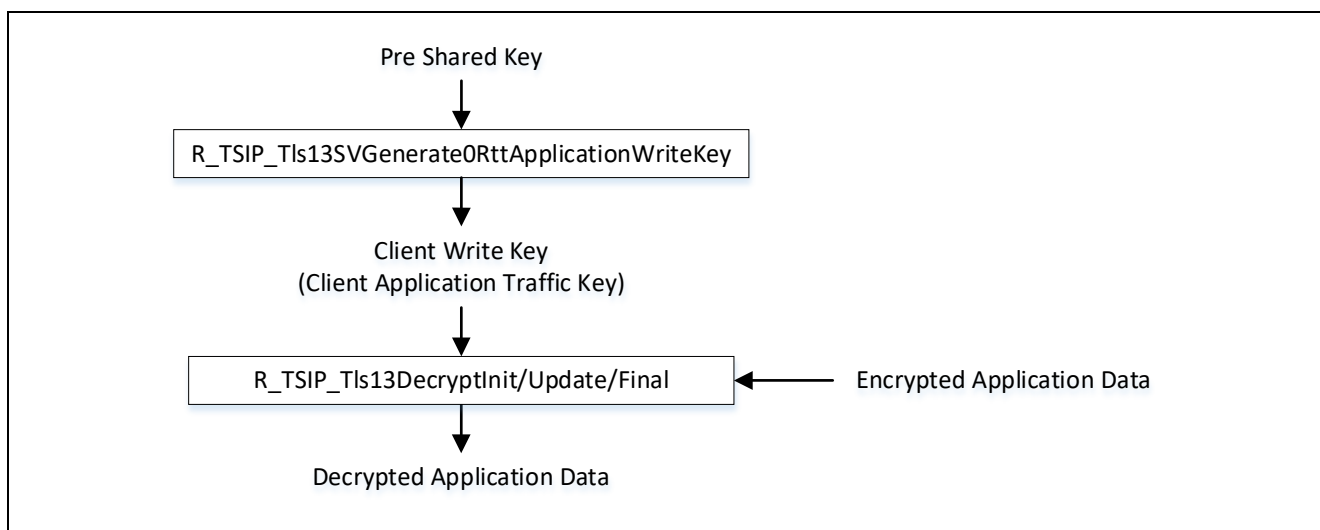 Pre Shared Key
R_TSIP_Tls13SVGenerate0RttApplicationWriteKey
Client Write Key
(Client Application Traffic Key)
R_TSIP_Tls13DecryptInit/Update/Final
Encrypted Application Data
Decrypted Application Data